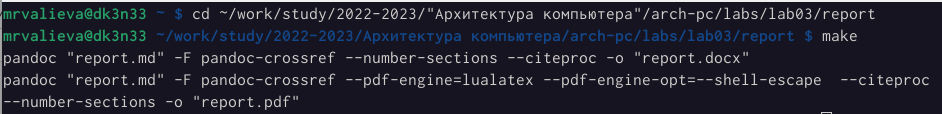 mrvalieva@dk3n33 ~ $ cd ~/work/study/2022-2023/"Архитектура компьютера"/arch-pc/labs/lab03/report
mrvalieva@dk3n33 ~/work/study/2022-2023/Архитектура компьютера/arch-pc/labs/lab03/report $ make
pandoc "report.md" -F pandoc-crossref --number-sections --citeproc -o "report.docx"
pandoc "report.md" -F pandoc-crossref --pdf-engine=lualatex --pdf-engine-opt=--shell-escape  --citeproc
--number-sections -o "report.pdf"